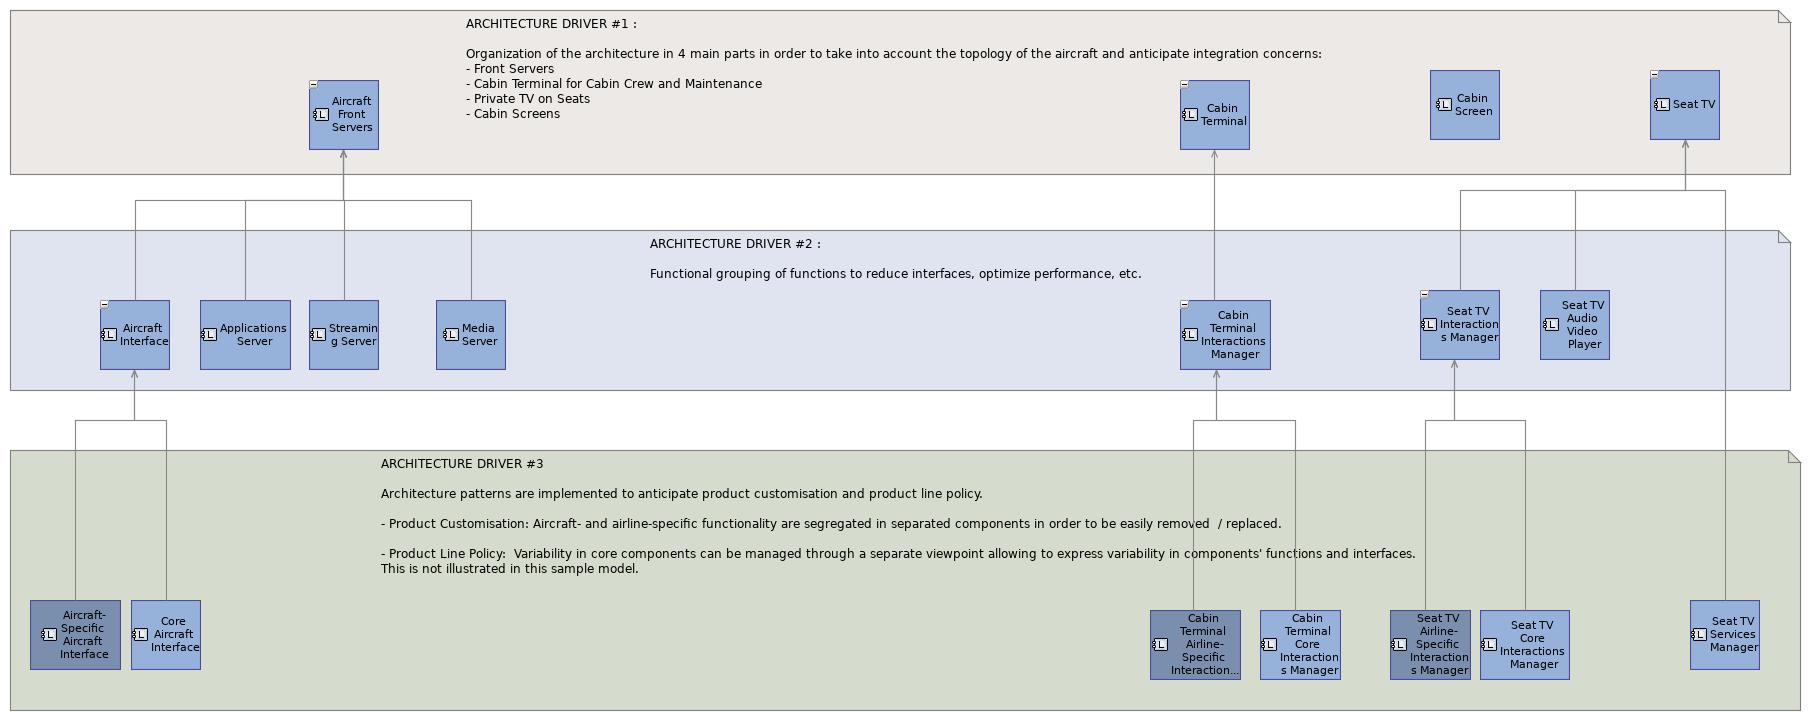 ARCHITECTURE DRIVER #1 :
Organization of the architecture in 4 main parts in order to take into account the topology of the aircraft and anticipate integration concerns:
- Front Servers
- Cabin Terminal for Cabin Crew and Maintenance
- Private TV on Seats
- Cabin Screens
L
Aircraft
Front
Servers
L
Cabin
Terminal
L
Cabin
Screen
L
Seat TV
ARCHITECTURE DRIVER #2 :
Functional grouping of functions to reduce interfaces, optimize performance, etc.
L
Aircraft
Interface
L
Applications
Server
L
Streamin
g Server
L
Media
Server
L
Cabin
Terminal
Interactions
Manager
L
Seat TV
Interaction
s Manager
L
Seat TV
Audio
Video
Player
ARCHITECTURE DRIVER #3
Architecture patterns are implemented to anticipate product customisation and product line policy.
- Product Customisation: Aircraft- and airline-specific functionality are segregated in separated components in order to be easily removed  / replaced.
- Product Line Policy:  Variability in core components can be managed through a separate viewpoint allowing to express variability in components' functions and interfaces.
This is not illustrated in this sample model.
L
Aircraft-
Specific
Aircraft
Interface
L
Core
Aircraft
Interface
L
Cabin
Terminal
Airline-
Specific
Interaction...
L
Cabin
Terminal
Core
Interaction
s Manager
L
Seat TV
Airline-
Specific
Interaction
s Manager
L
Seat TV
Core
Interactions
Manager
L
Seat TV
Services
Manager